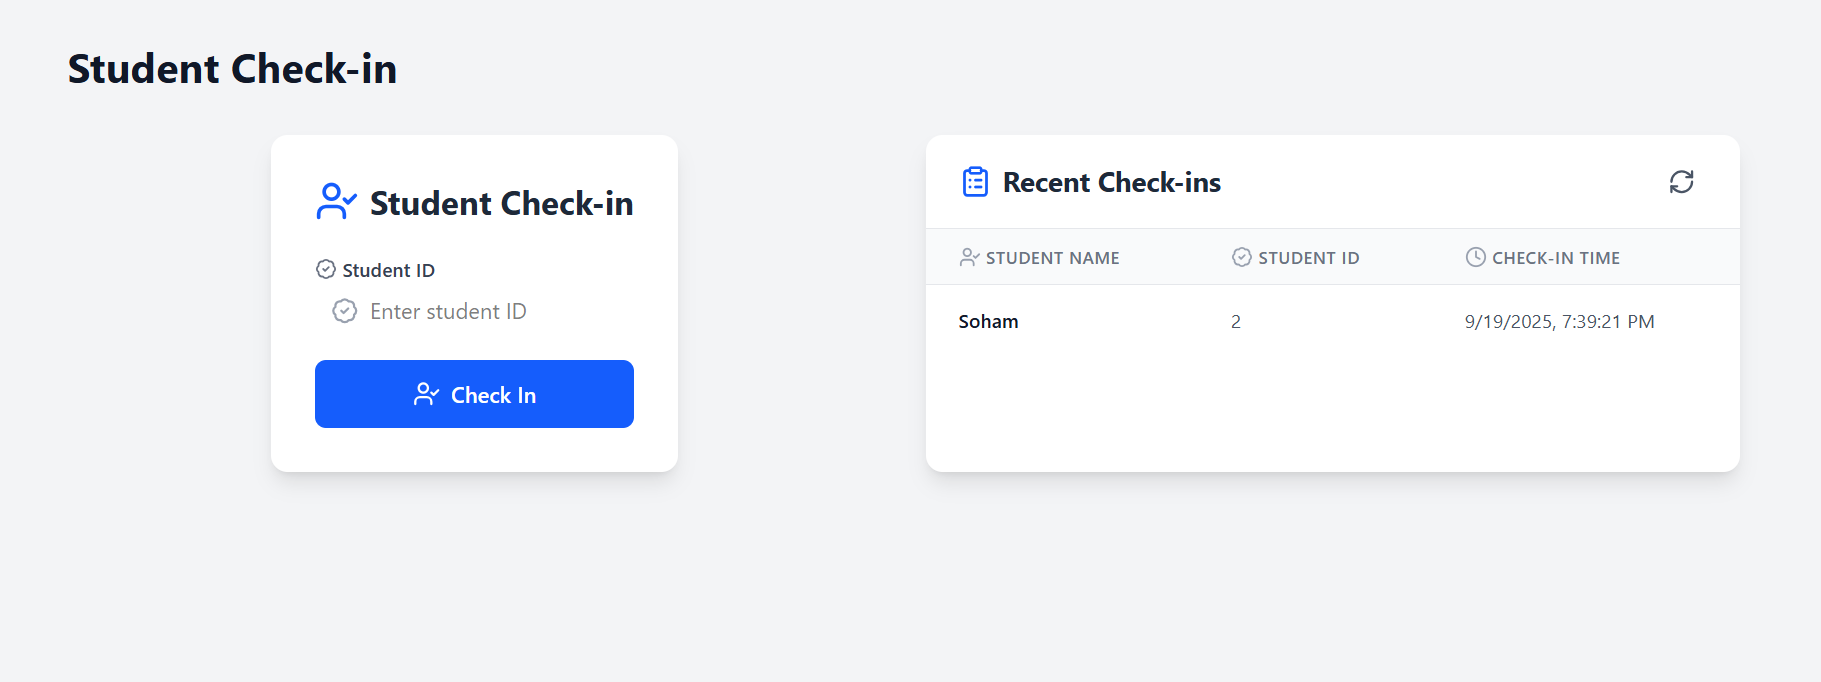 Student Check-in
Student Check-in
Student ID
Enter student ID
Check In
Recent Check-ins
STUDENT NAME STUDENT ID CHECK-IN TIME
Soham 2 9/19/2025, 7:39:21 PM